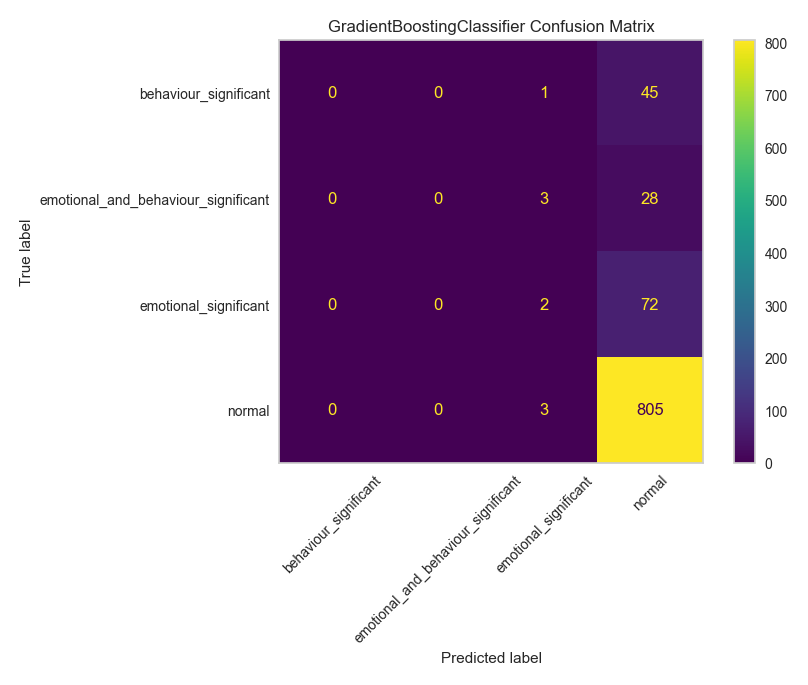 GradientBoostingClassifier Confusion Matrix
True label
behaviour_significant
0 0 1 45
emotional_and_behaviour_significant
0 0 3 28
emotional_significant
0 0 2 72
normal
0 0 3 805
behaviour_significant
emotional_and_behaviour_significant
emotional_significant
normal
Predicted label
800
700
600
500
400
300
200
100
0